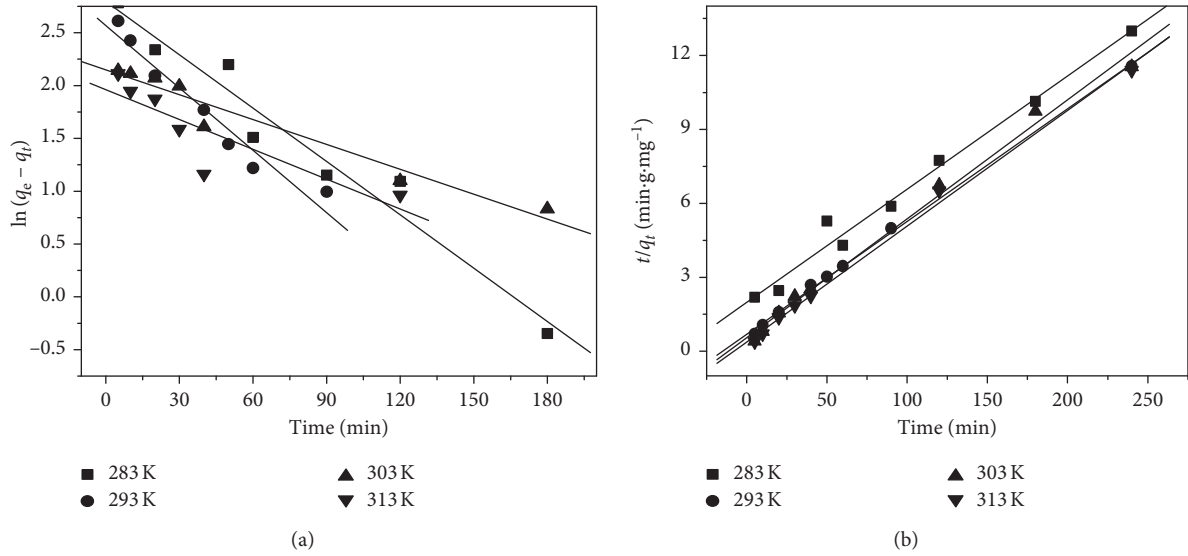 2.5
2.0
1.5
1.0
0.5
0.0
−0.5
ln (qe − qt)
0 30 60 90 120 150 180
Time (min)
283 K
293 K
303 K
313 K
(a)
12
9
6
3
0
t/qt (min·g·mg−1)
0 50 100 150 200 250
Time (min)
283 K
293 K
303 K
313 K
(b)